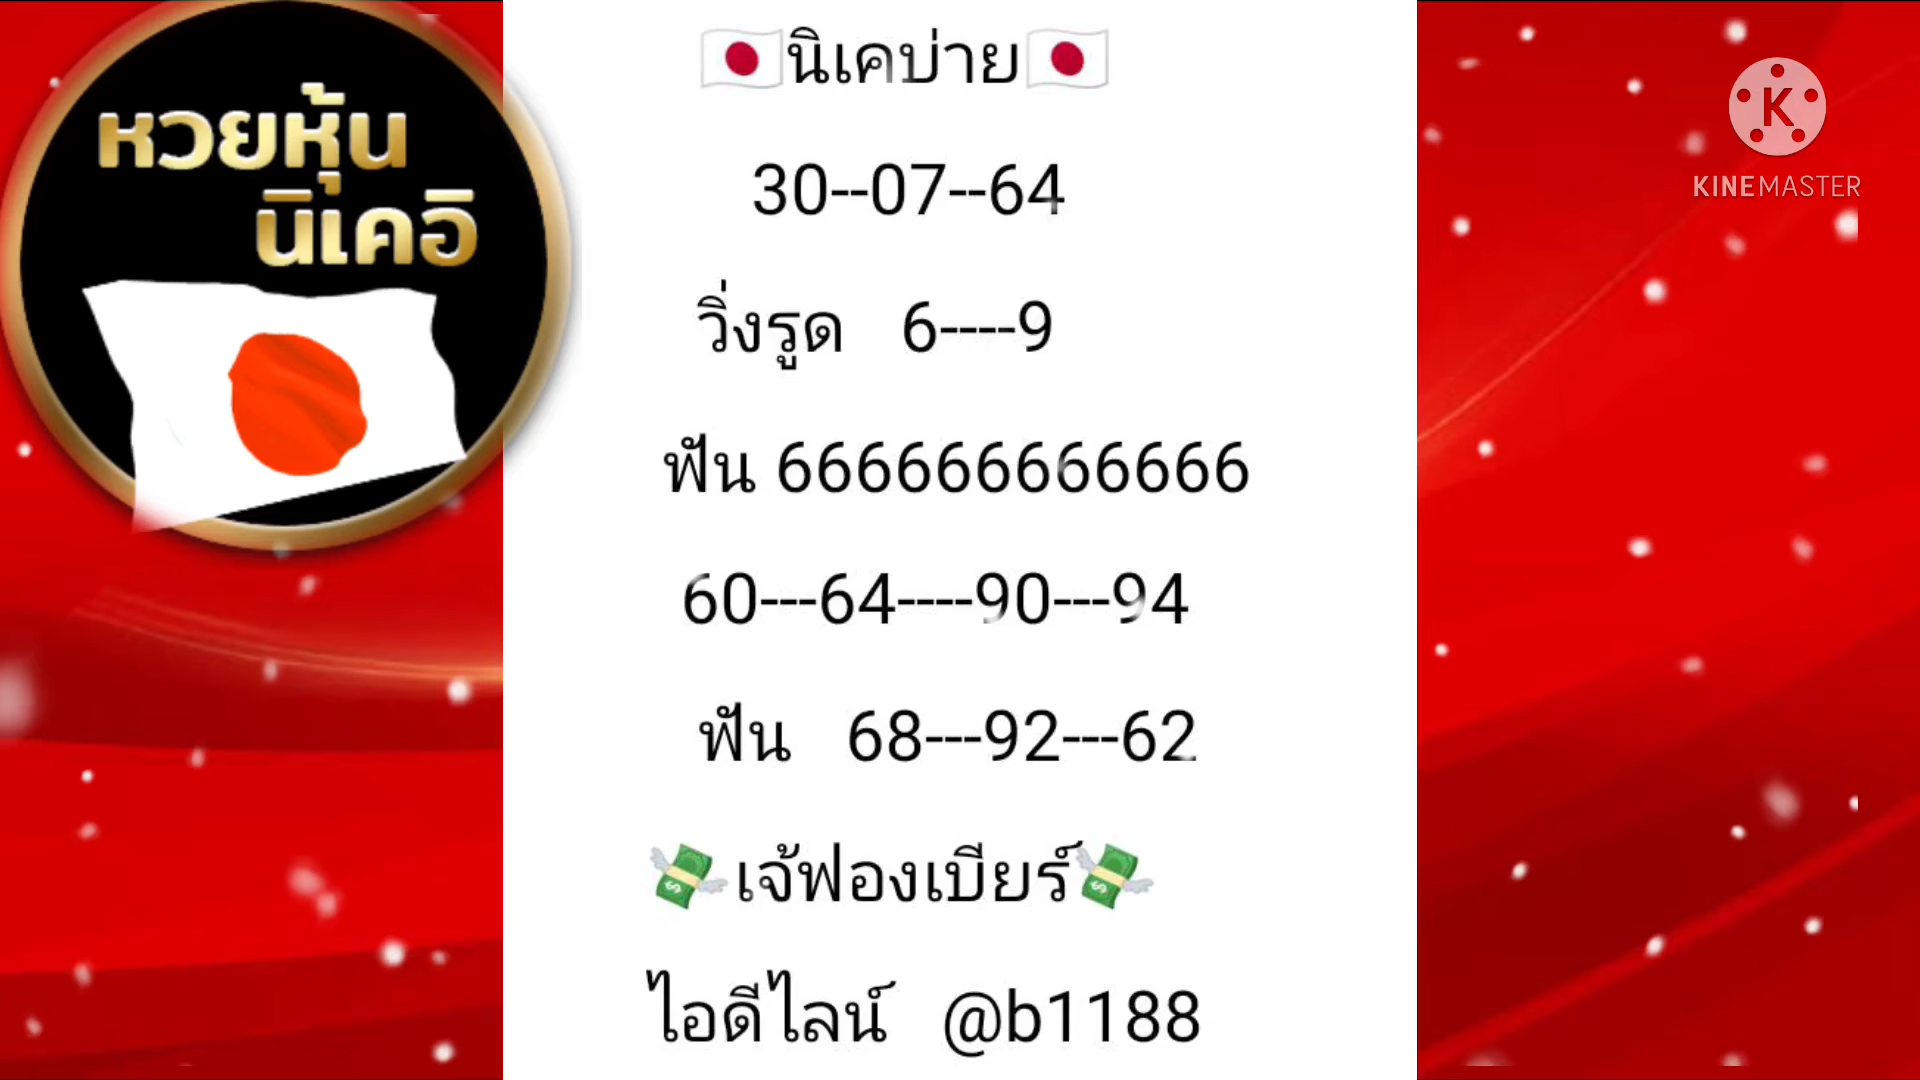 หวยหุ้น
นิเคอิ
🇯🇵นิเคบ่าย🇯🇵
30--07--64
วิ่งรูด 6----9
ฟัน 666666666666
60---64----90---94
ฟัน 68---92---62
💸เจ้ฟองเบียร์💸
ไอดีไลน์ @b1188
K
KINEMASTER